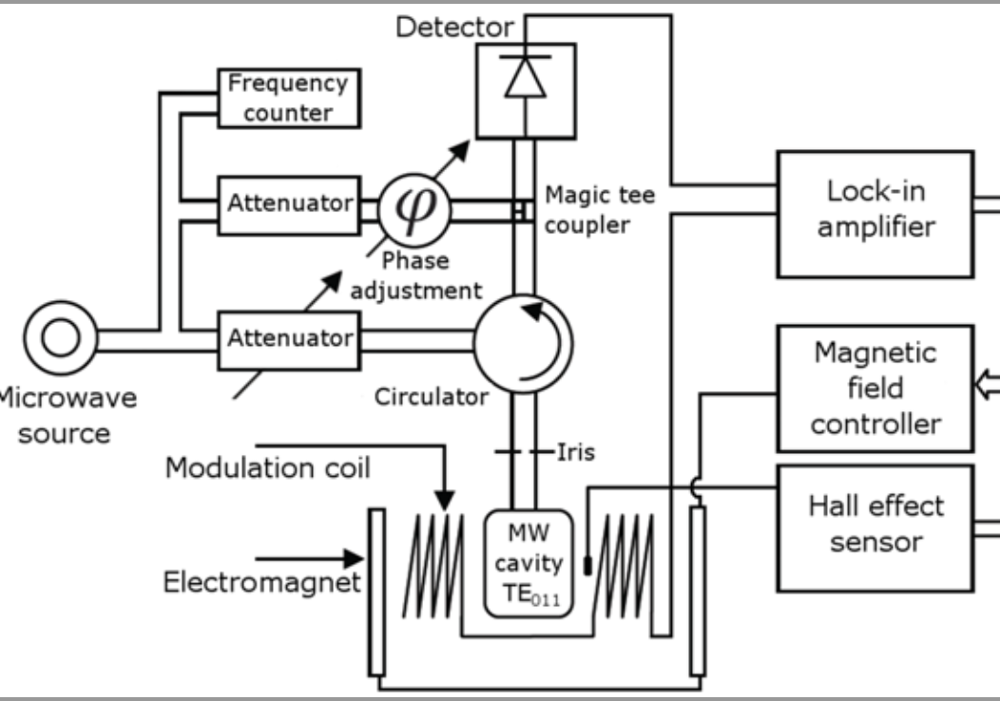 Detector
Frequency
counter
Attenuator
φ
Magic tee
coupler
Lock-in
amplifier
Phase
adjustment
Attenuator
Microwave
source
Circulator
Magnetic
field
controller
Iris
Modulation coil
Hall effect
sensor
MW
cavity
TE₀₁₁
Electromagnet